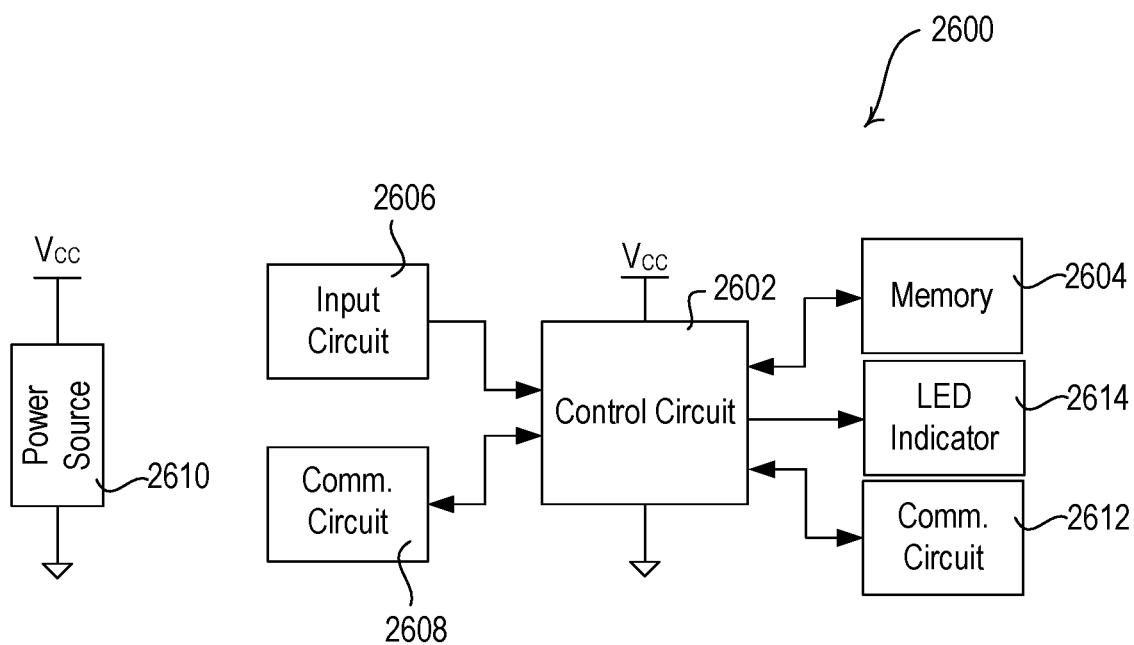 2600
2606
VCC
VCC
2602
Input
Circuit
Memory
2604
Power
Source
2610
Control Circuit
LED
Indicator
2614
Comm.
Circuit
2608
Comm.
Circuit
2612